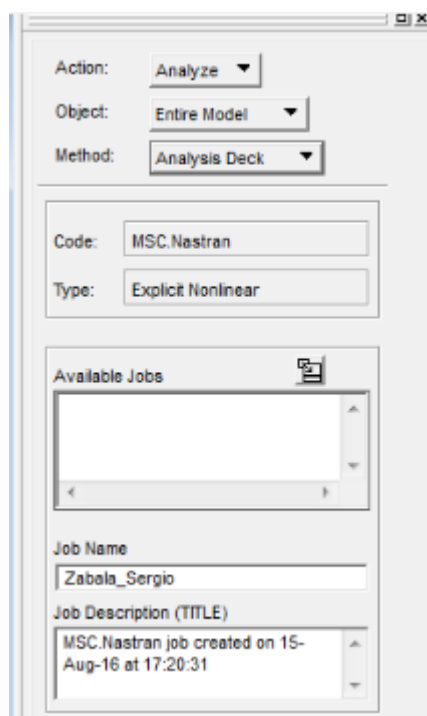 Action: Analyze
Object: Entire Model
Method: Analysis Deck
Code: MSC.Nastran
Type: Explicit Nonlinear
Available Jobs
Job Name
Zabala_Sergio
Job Description (TITLE)
MSC.Nastran job created on 15-
Aug-16 at 17:20:31